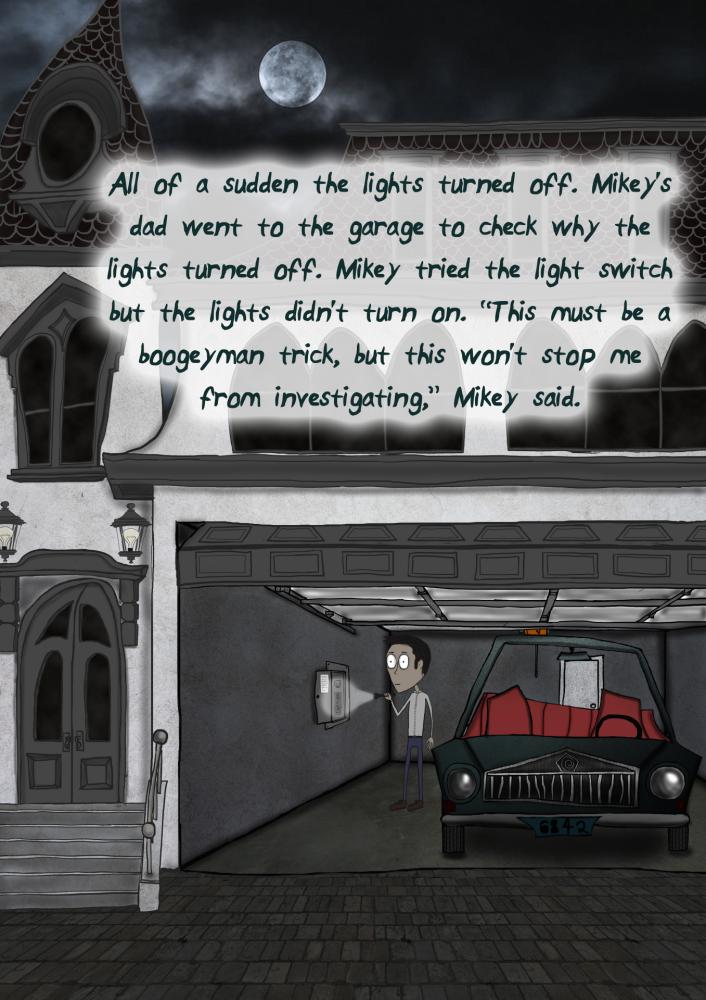 All of a sudden the lights turned off. Mikey's
dad went to the garage to check why the
lights turned off. Mikey tried the light switch
but the lights didn't turn on. “This must be a
boogeyman trick, but this won't stop me
from investigating,” Mikey said.
684-2